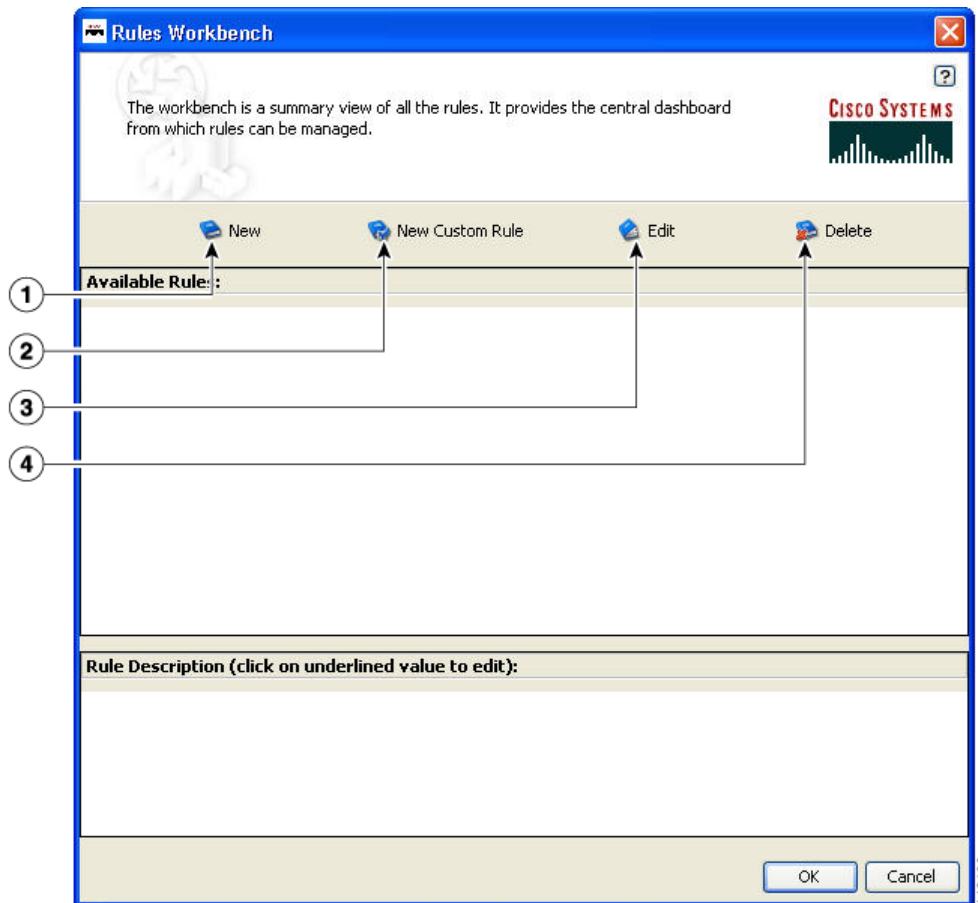 Rules Workbench
?
The workbench is a summary view of all the rules. It provides the central dashboard
from which rules can be managed.
CISCO SYSTEMS
New New Custom Rule Edit Delete
Available Rules:
1
2
3
4
Rule Description (click on underlined value to edit):
OK Cancel